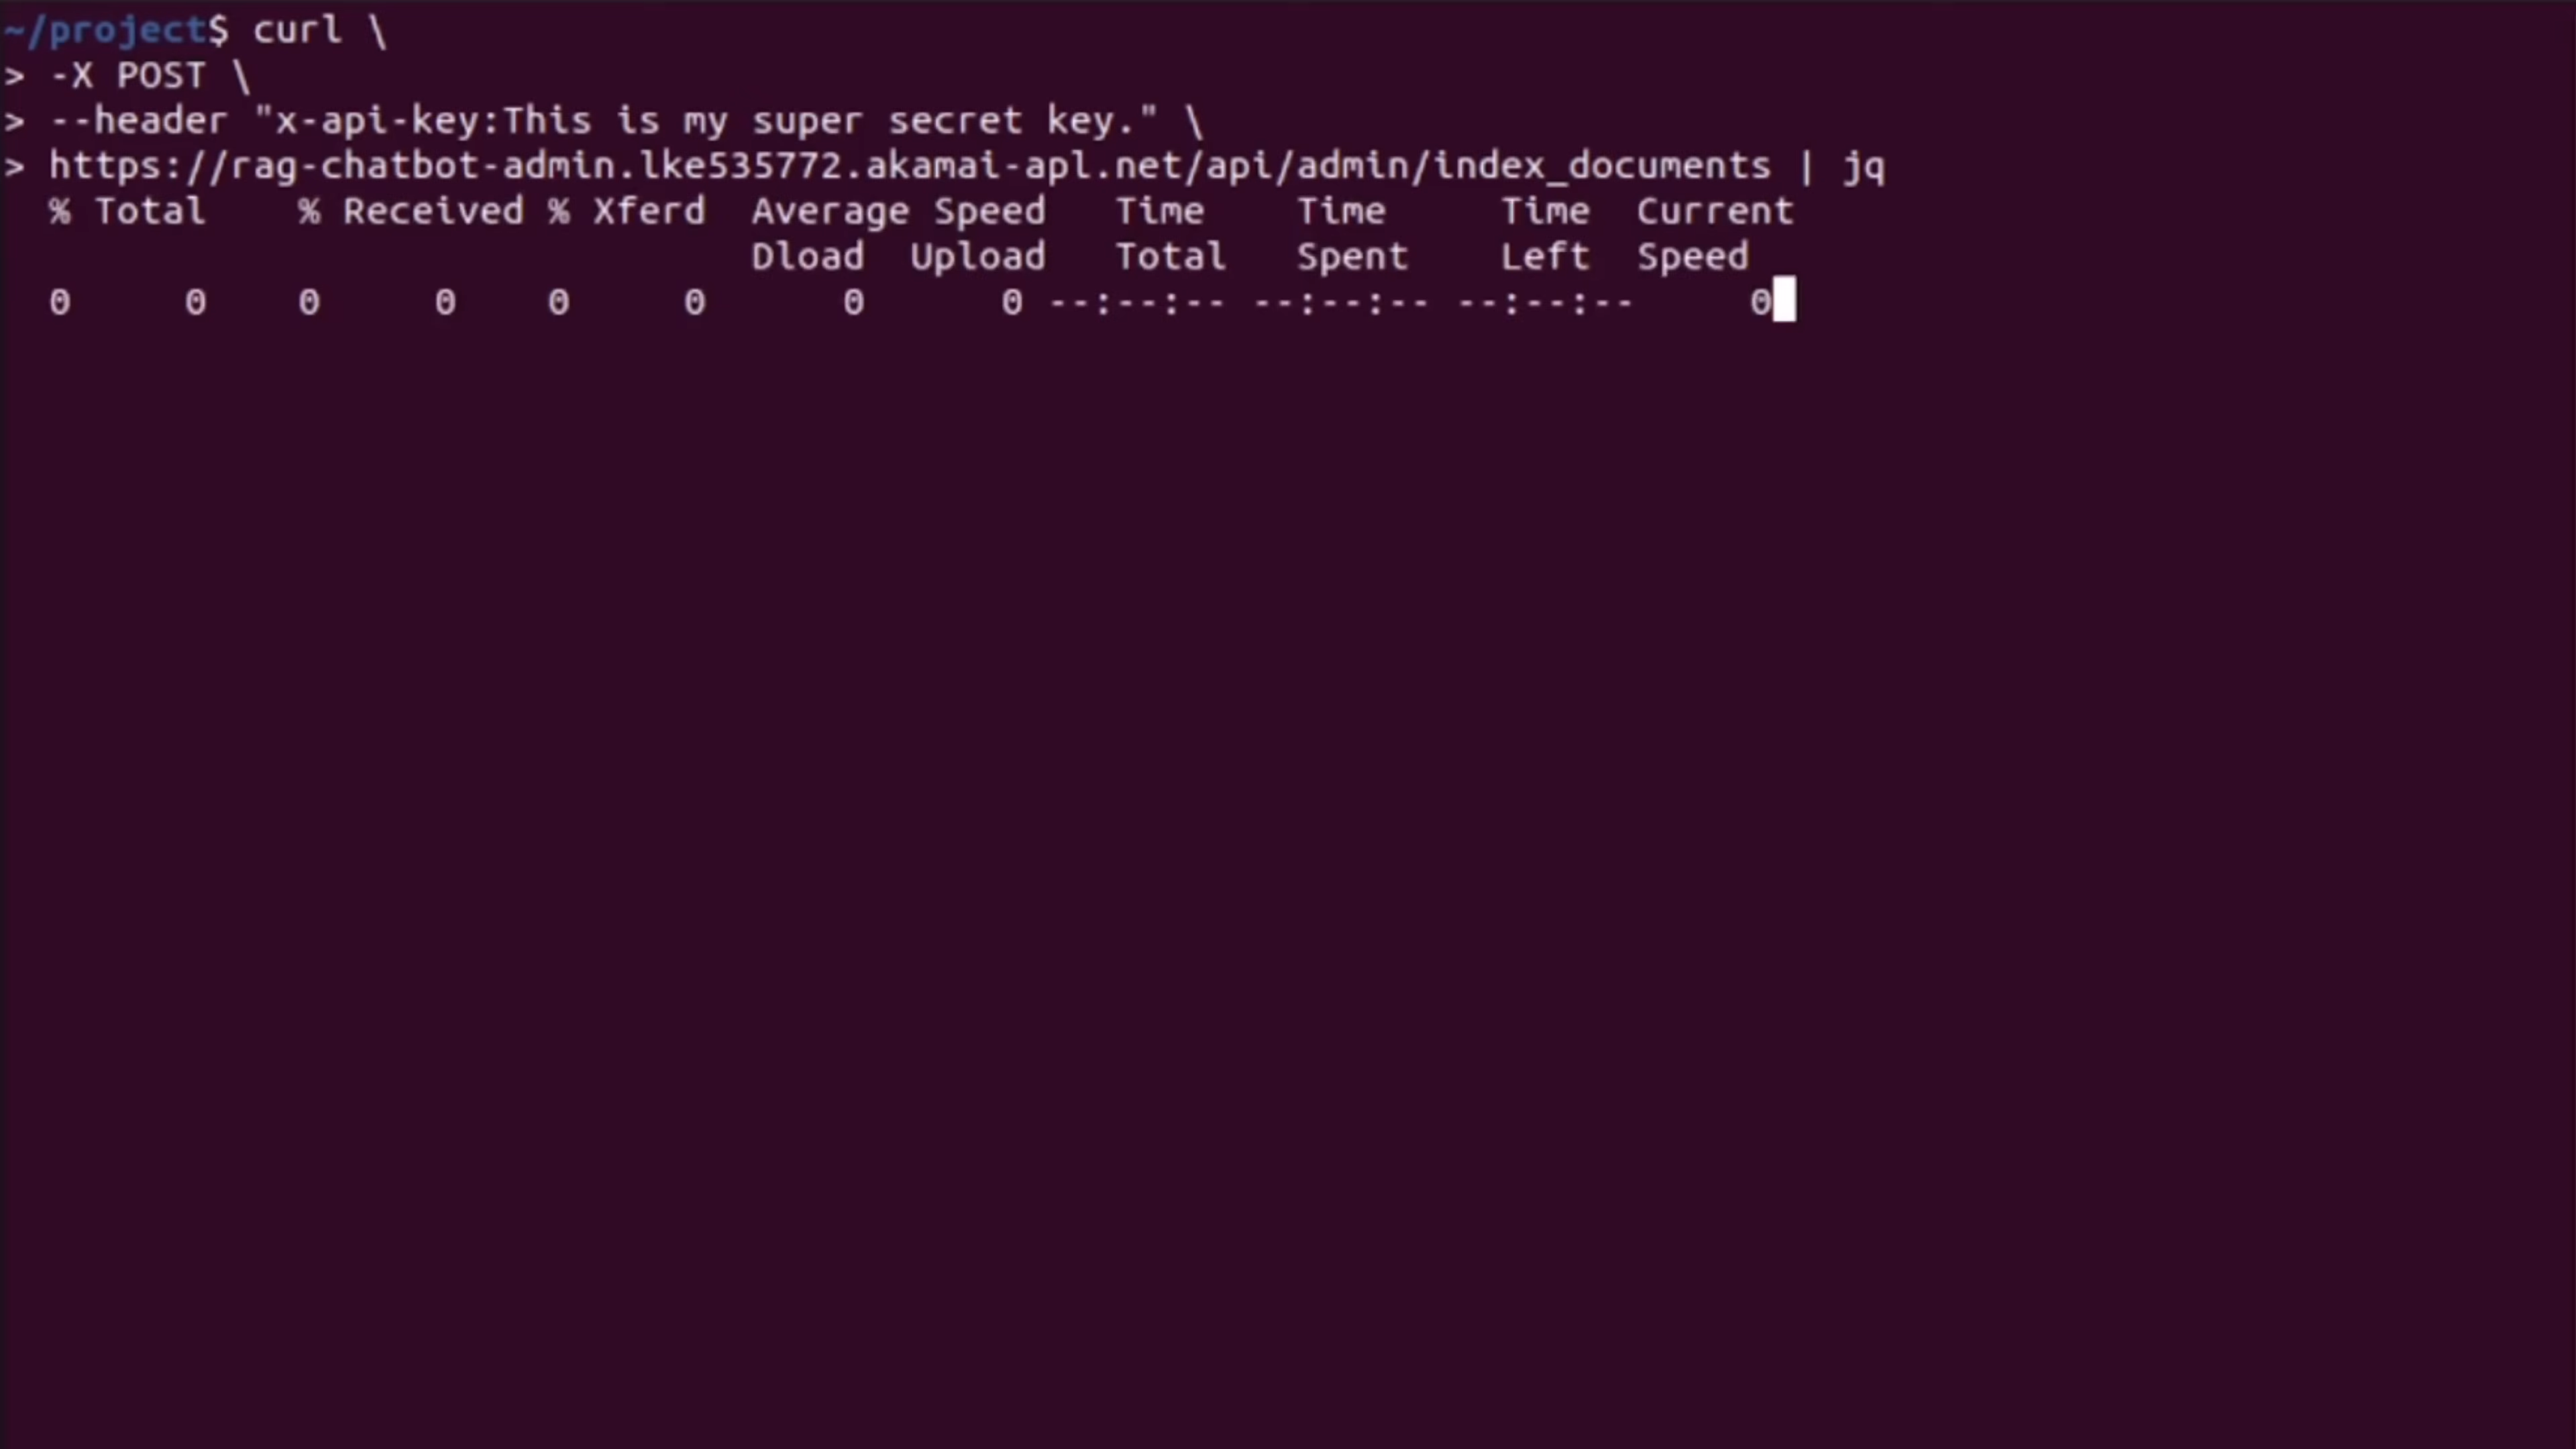 ~/project$ curl \
> -X POST \
> --header "x-api-key:This is my super secret key." \
> https://rag-chatbot-admin.lke535772.akamai-apl.net/api/admin/index_documents | jq
  % Total    % Received % Xferd  Average Speed   Time    Time     Time  Current
                                 Dload  Upload   Total   Spent    Left  Speed
  0     0    0     0    0     0      0      0 --:--:-- --:--:-- --:--:--     0